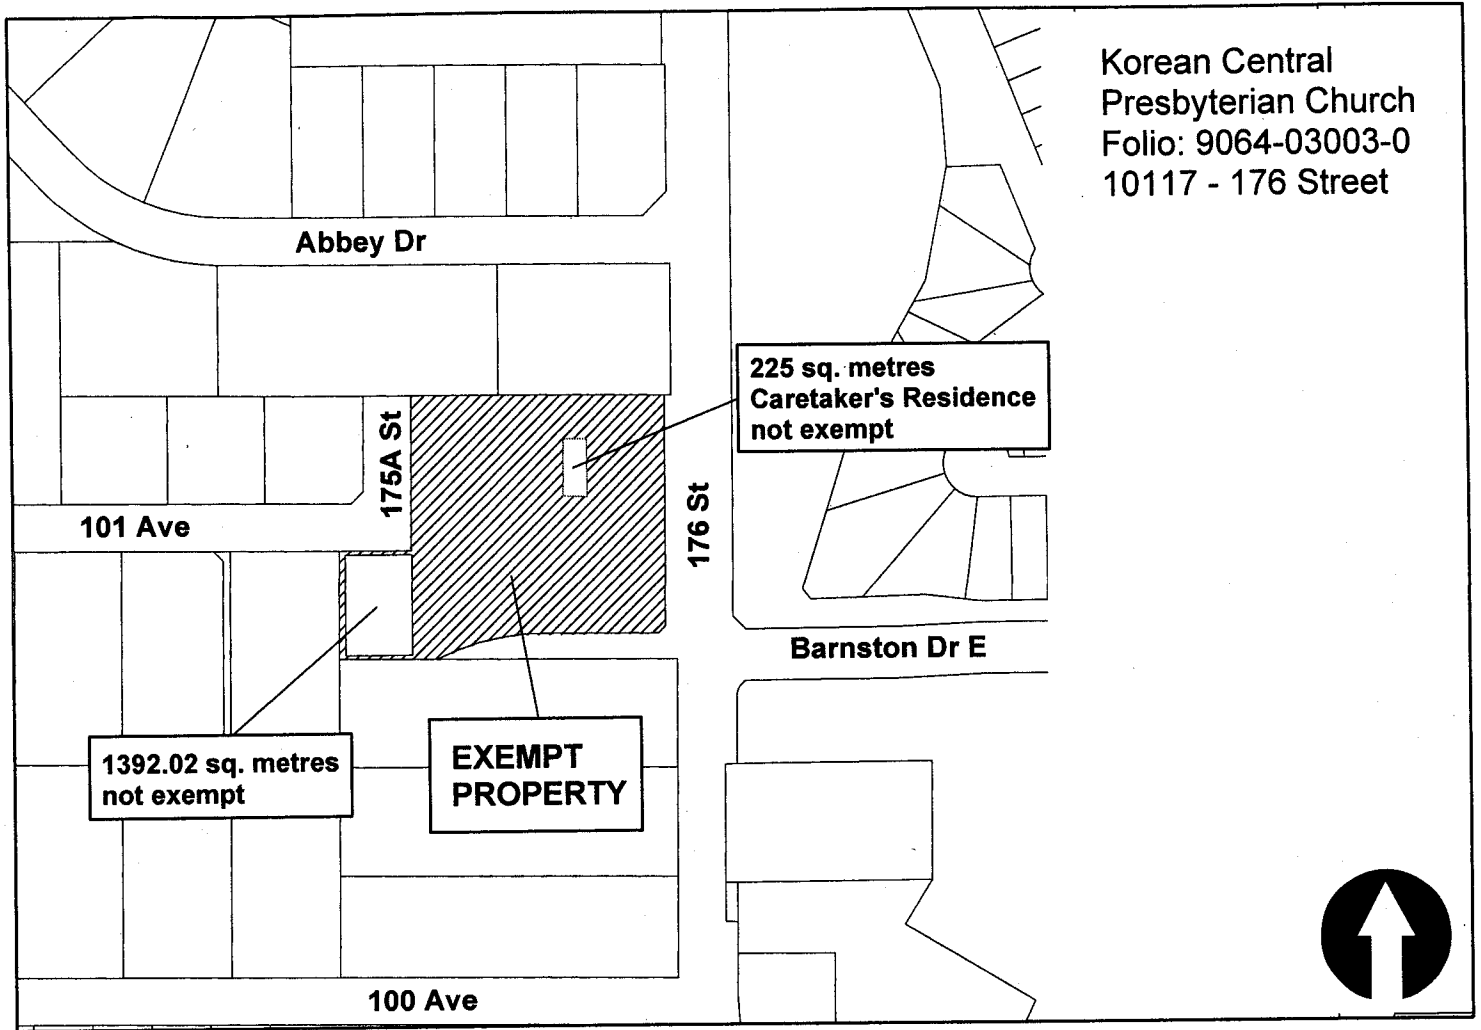 Korean Central
Presbyterian Church
Folio: 9064-03003-0
10117 - 176 Street
Abbey Dr
225 sq. metres
Caretaker's Residence
not exempt
175A St
101 Ave
176 St
Barnston Dr E
1392.02 sq. metres
not exempt
EXEMPT
PROPERTY
100 Ave